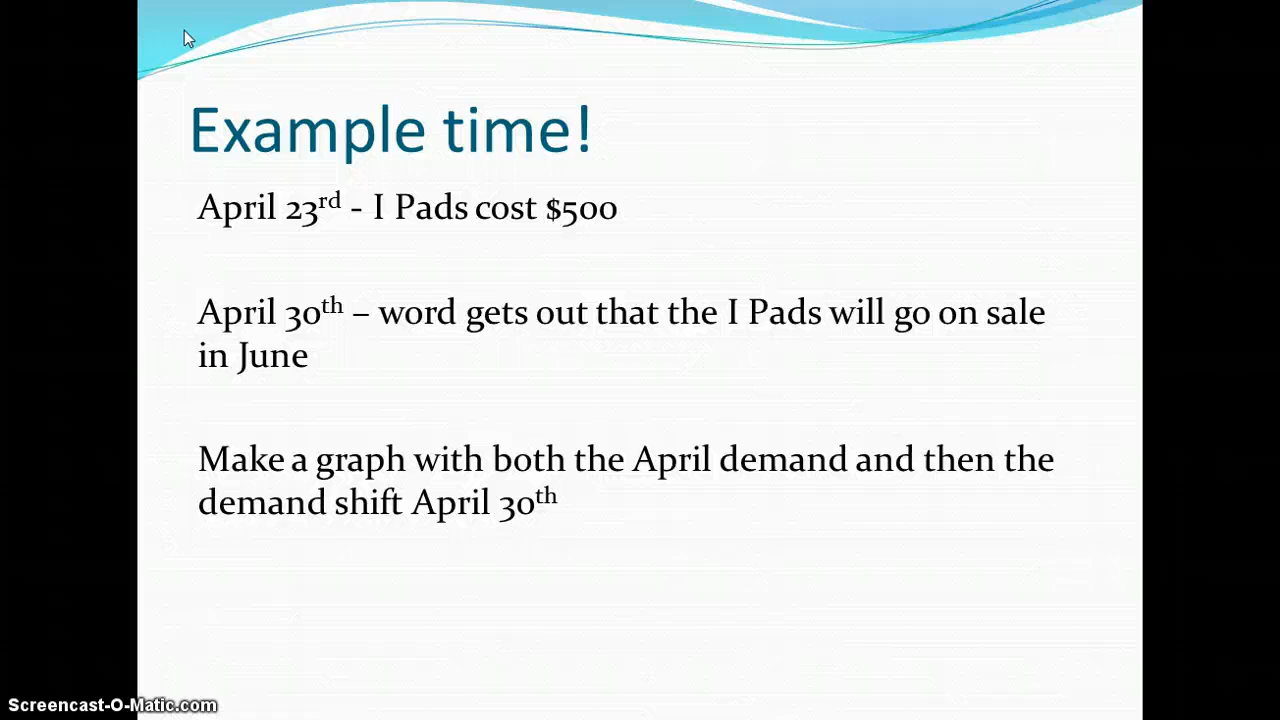 Example time!
April 23rd - I Pads cost $500
April 30th – word gets out that the I Pads will go on sale
in June
Make a graph with both the April demand and then the
demand shift April 30th
Screencast-O-Matic.com